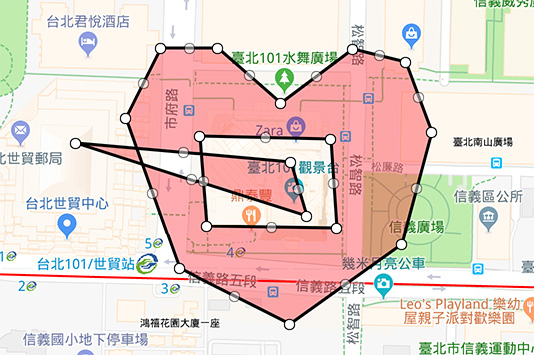 信義威秀
台北君悅酒店
臺北101水舞廣場
松智路
市府路
Zara
臺北南山廣場
世貿郵局
臺北101觀景台
松智路
松廉路
鼎泰豐
信義區公所
台北世貿中心
信義廣場
5
4
1
台北101/世貿站
幾米月亮公車
3
2
信義路五段
信義路五段
Leo's Playland 樂幼
屋親子派對歡樂園
鴻福花園大廈一座
松智路
信義國小地下停車場
臺北市信義運動中心